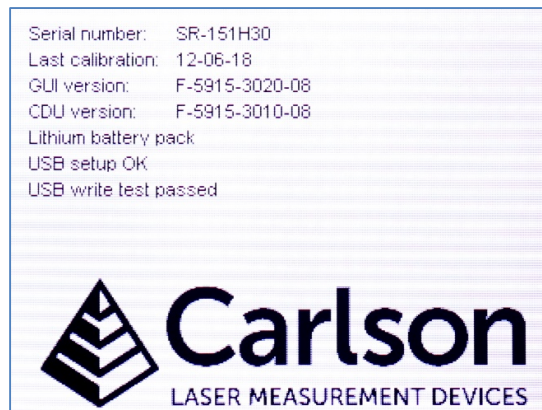 Serial number: SR-151H30
Last calibration: 12-06-18
GUI version: F-5915-3020-08
CDU version: F-5915-3010-08
Lithium battery pack
USB setup OK
USB write test passed
Carlson
LASER MEASUREMENT DEVICES